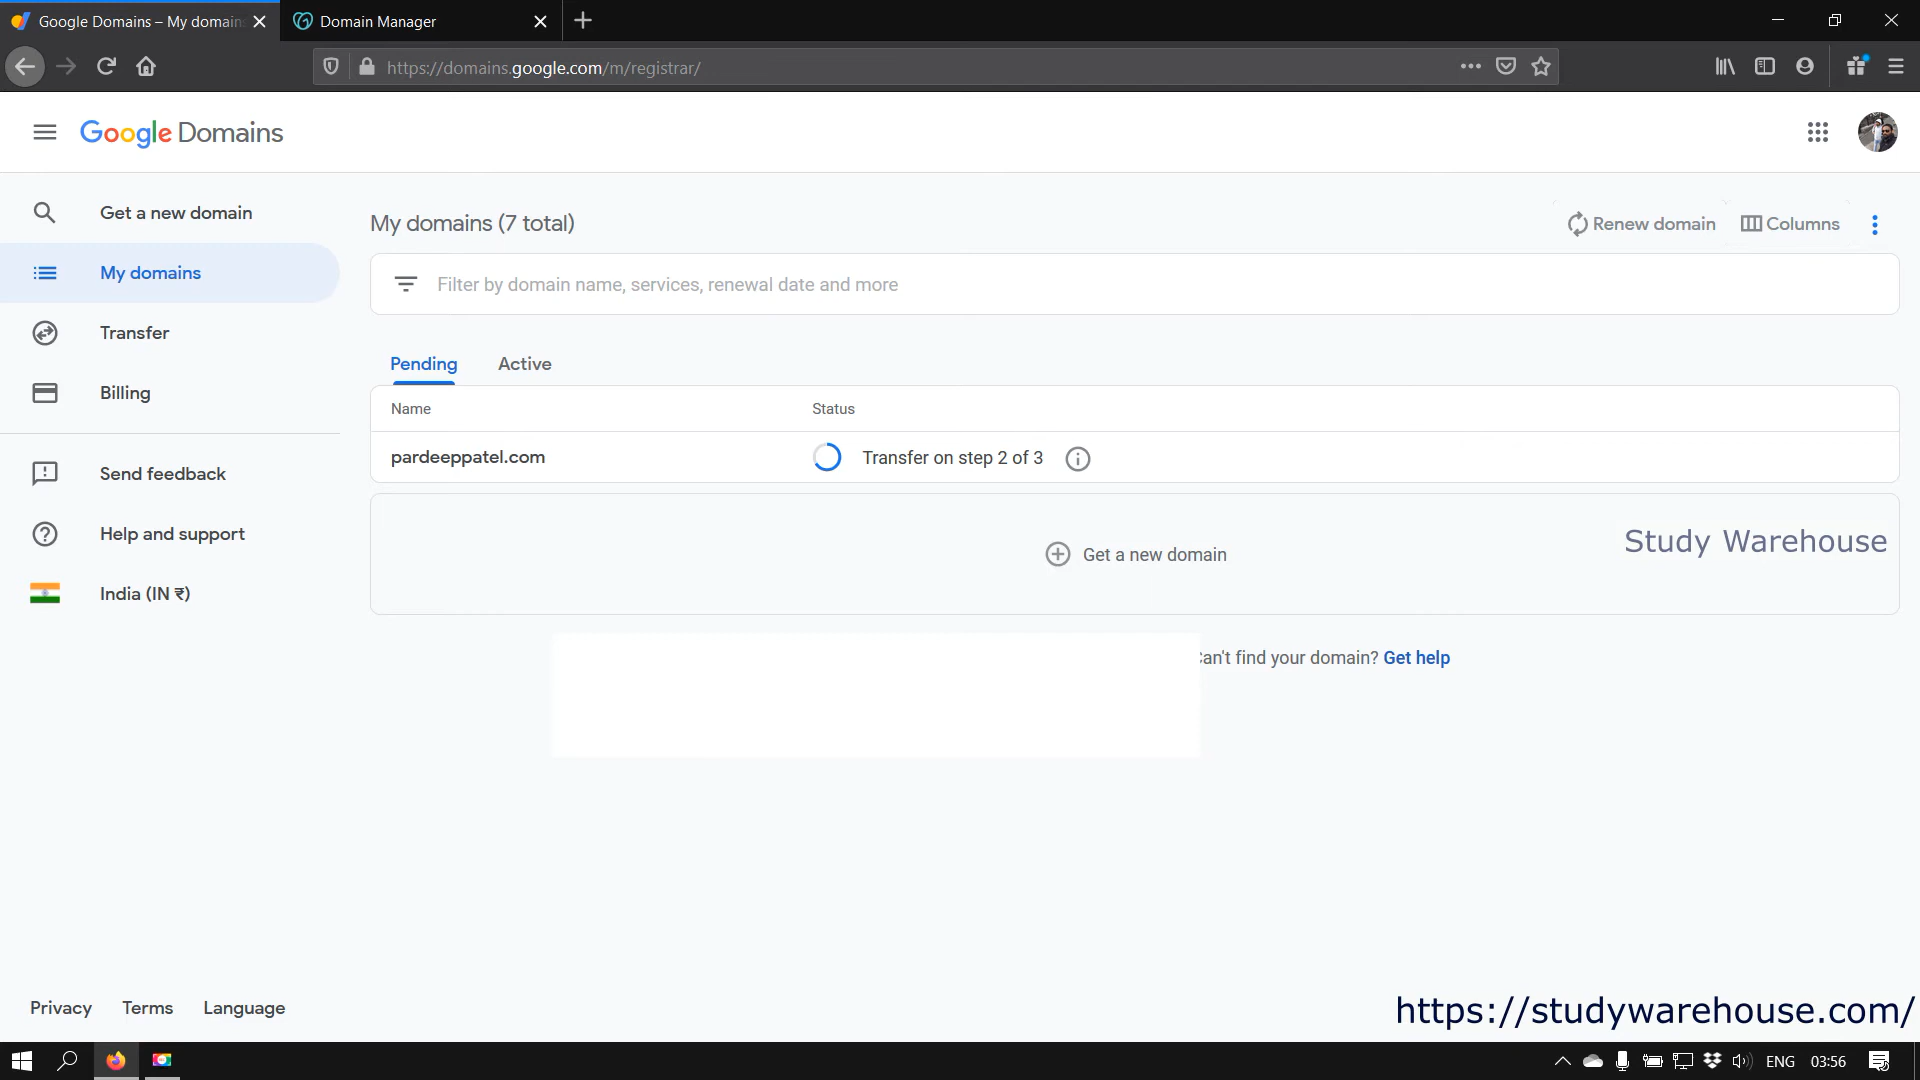 Google Domains – My domain
Domain Manager
https://domains.google.com/m/registrar/
Google Domains
Get a new domain
My domains
Transfer
Billing
Send feedback
Help and support
India (IN ₹)
My domains (7 total)
Renew domain
Columns
Filter by domain name, services, renewal date and more
Pending
Active
Name
Status
pardeeppatel.com
Transfer on step 2 of 3
Get a new domain
Study Warehouse
an't find your domain? Get help
Privacy
Terms
Language
https://studywarehouse.com/
ENG
03:56